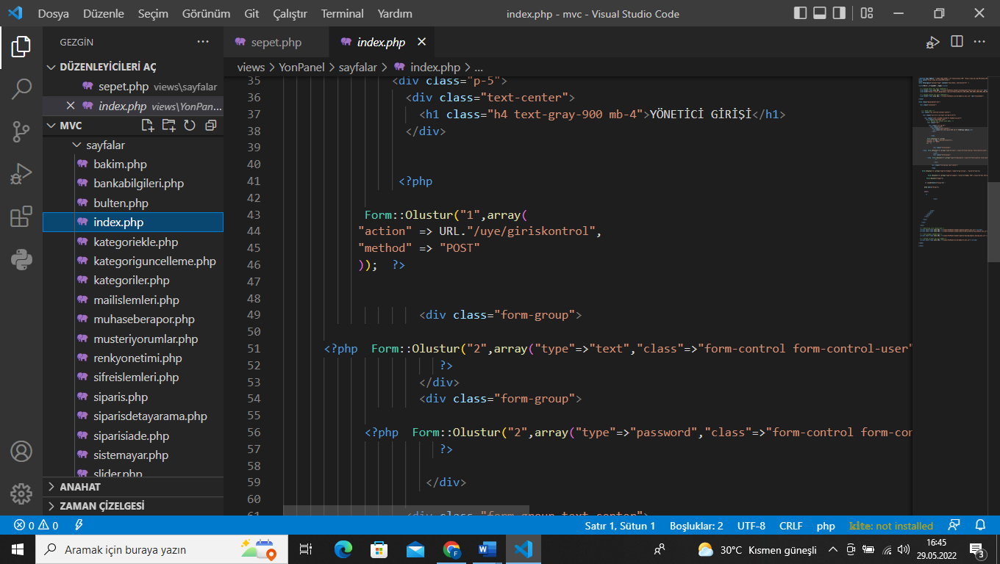 Dosya Düzenle Seçim Görünüm Git Çalıştır Terminal Yardım index.php - mvc - Visual Studio Code
GEZGİN ···
DÜZENLEYİCİLERİ AÇ
sepet.php views\sayfalar
index.php views\YonPan...
MVC
sayfalar
bakim.php
bankabilgileri.php
bulten.php
index.php
kategoriekle.php
kategoriguncelleme.php
kategoriler.php
mailislemleri.php
muhaseberapor.php
musteriyorumlar.php
renkyonetimi.php
sifreislemleri.php
siparis.php
siparisdetayarama.php
siparisiade.php
sistemayar.php
slider.php
ANAHAT
ZAMAN ÇİZELGESİ
sepet.php index.php
views > YonPanel > sayfalar > index.php > ...
35 <div class="p-5">
36 <div class="text-center">
37 <h1 class="h4 text-gray-900 mb-4">YÖNETİCİ GİRİŞİ</h1>
38 </div>
39
40
41 <?php
42
43 Form::Olustur("1",array(
44 "action" => URL."/uye/giriskontrol",
45 "method" => "POST"
46 )); ?>
47
48
49 <div class="form-group">
50
51 <?php Form::Olustur("2",array("type"=>"text","class"=>"form-control form-control-user"
52 ?>
53 </div>
54 <div class="form-group">
55
56 <?php Form::Olustur("2",array("type"=>"password","class"=>"form-control form-con
57 ?>
58
59 </div>
60
61 <div class="form-group text-center">
0 0 Satır 1, Sütun 1 Boşluklar: 2 UTF-8 CRLF php kite: not installed
Aramak için buraya yazın 30°C Kısmen güneşli 16:45
29.05.2022 3